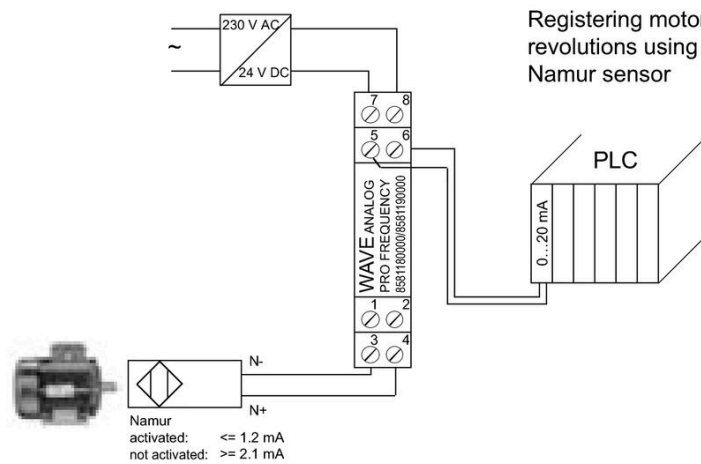 230 V AC
~
24 V DC
Registering motor
revolutions using
Namur sensor
7 8
5 6
PLC
0...20 mA
WAVE ANALOG
PRO FREQUENCY
8581180000/8581190000
1 2
3 4
N-
N+
Namur
activated: <= 1.2 mA
not activated: >= 2.1 mA